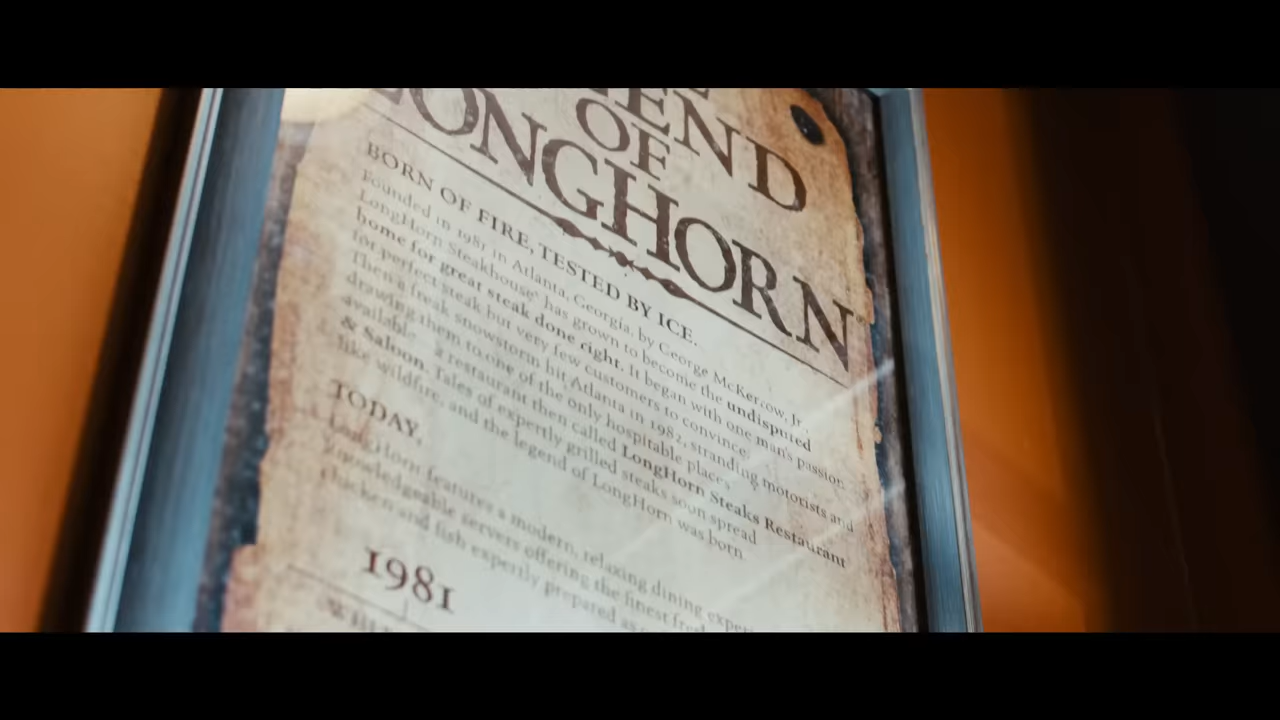 END
OF
LONGHORN
BORN OF FIRE, TESTED BY ICE.
Founded in 1981 in Atlanta, Georgia, by George McKerrow, Jr.,
LongHorn Steakhouse® has grown to become the undisputed
home for great steak done right. It began with one man's passion
for perfect steak but very few customers to convince.
Then a freak snowstorm hit Atlanta in 1982, stranding motorists and
drawing them to one of the only hospitable places
available a restaurant then called LongHorn Steaks Restaurant
& Saloon. Tales of expertly grilled steaks soon spread
like wildfire, and the legend of LongHorn was born.
TODAY,
LongHorn features a modern, relaxing dining experi
knowledgeable servers offering the finest fresh
chicken and fish expertly prepared as
1981